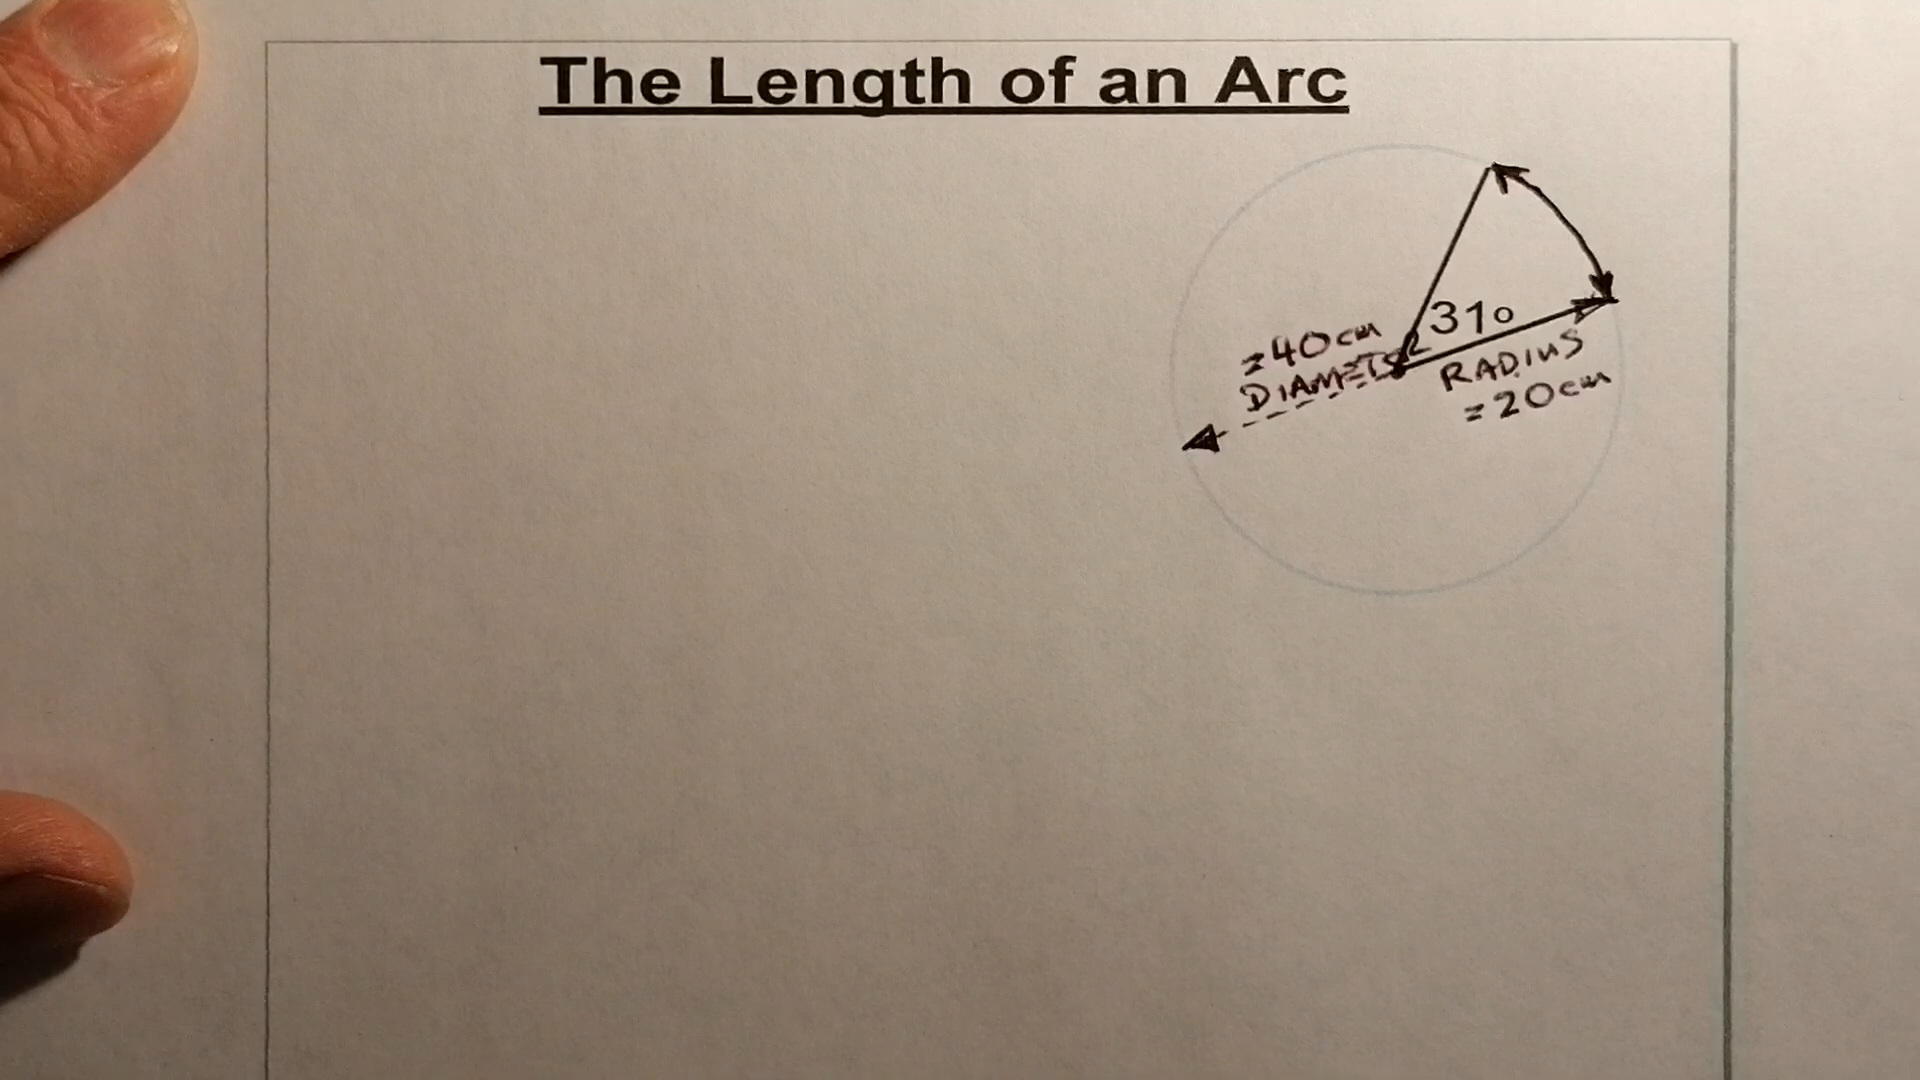 The Length of an Arc
31o
=40cm
DIAMETER
RADIUS
=20cm